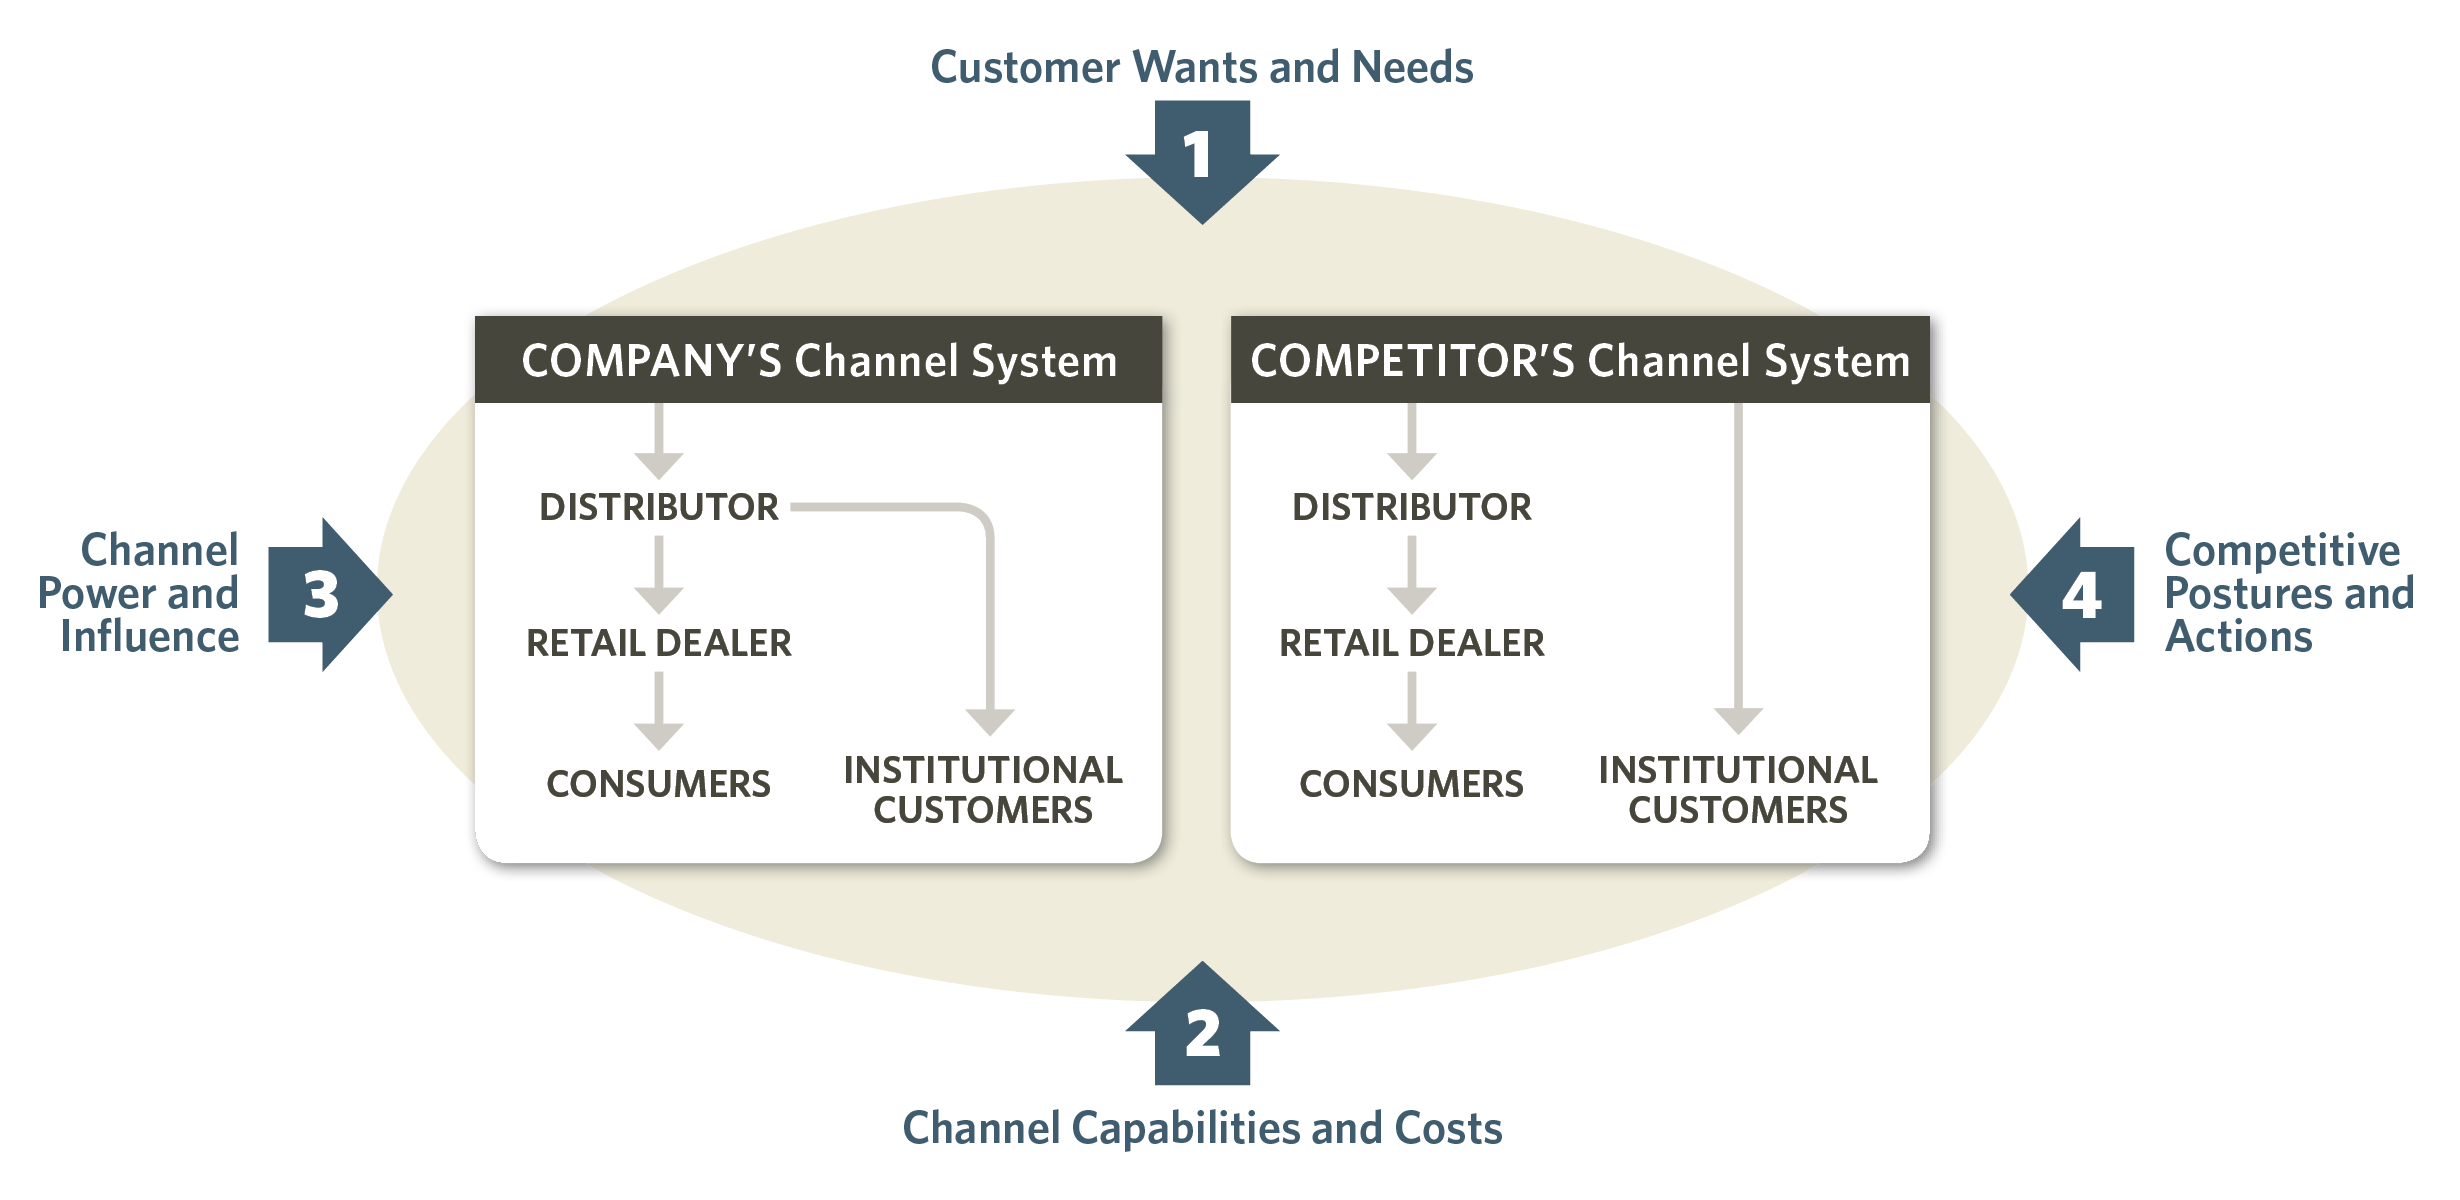 Customer Wants and Needs
1
COMPANY'S Channel System
DISTRIBUTOR
RETAIL DEALER
CONSUMERS
INSTITUTIONAL
CUSTOMERS
COMPETITOR'S Channel System
DISTRIBUTOR
RETAIL DEALER
CONSUMERS
INSTITUTIONAL
CUSTOMERS
Channel
Power and
Influence
3
4
Competitive
Postures and
Actions
2
Channel Capabilities and Costs